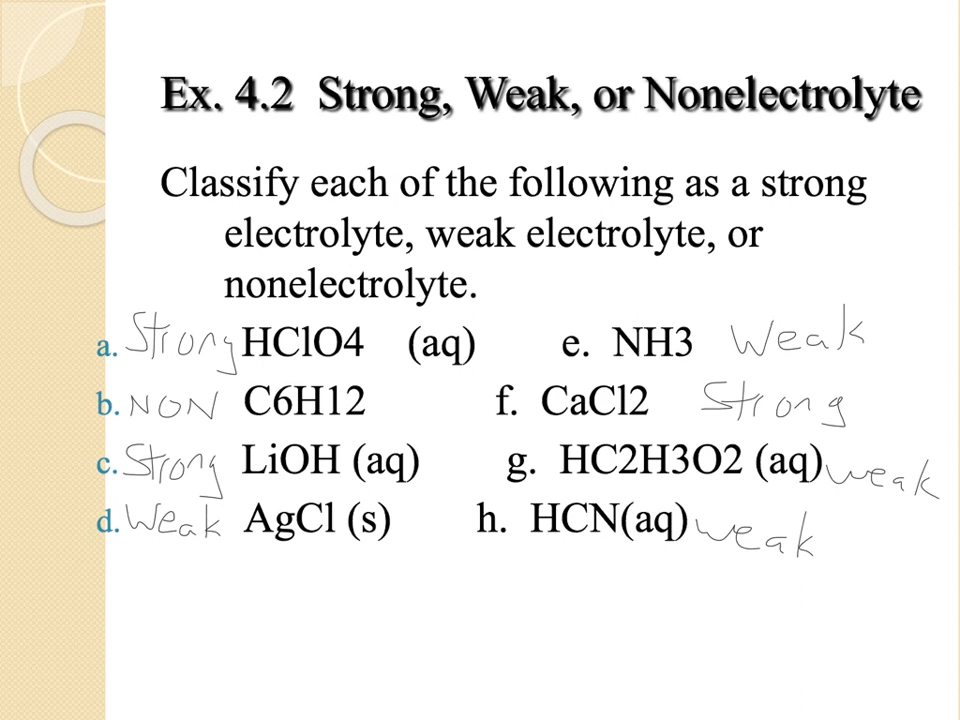 Ex. 4.2 Strong, Weak, or Nonelectrolyte
Classify each of the following as a strong
electrolyte, weak electrolyte, or
nonelectrolyte.
a. Strong HClO4 (aq) e. NH3 Weak
b. NON C6H12 f. CaCl2 Strong
c. Strong LiOH (aq) g. HC2H3O2 (aq) weak
d. Weak AgCl (s) h. HCN(aq) weak